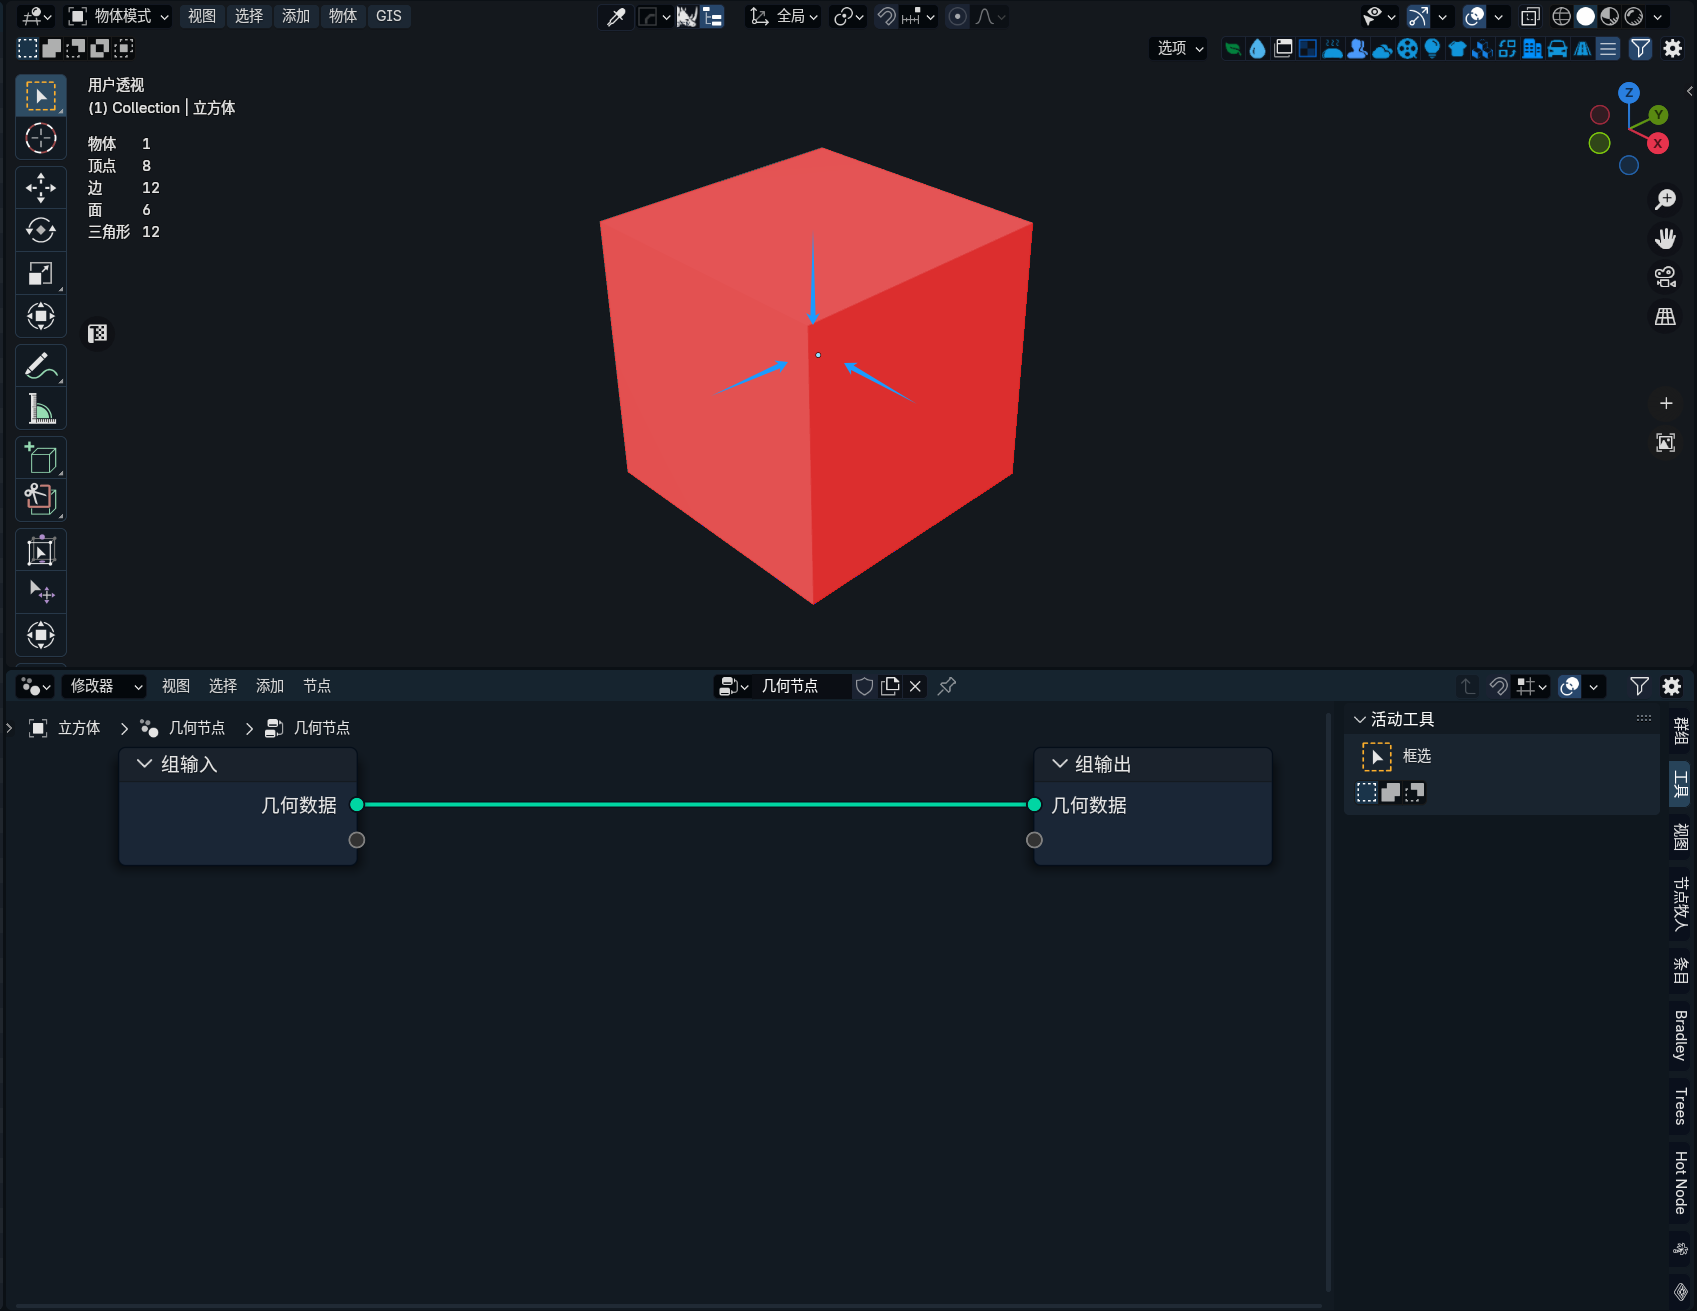 物体模式 视图 选择 添加 物体 GIS 全局
选项
用户透视
(1) Collection | 立方体
物体 1
顶点 8
边 12
面 6
三角形 12
Z
Y
X
修改器 视图 选择 添加 节点 几何节点
立方体 几何节点 几何节点
组输入
几何数据
组输出
几何数据
活动工具
框选
群组
工具
视图
节点牧人
条目
Bradley
Trees
Hot Node